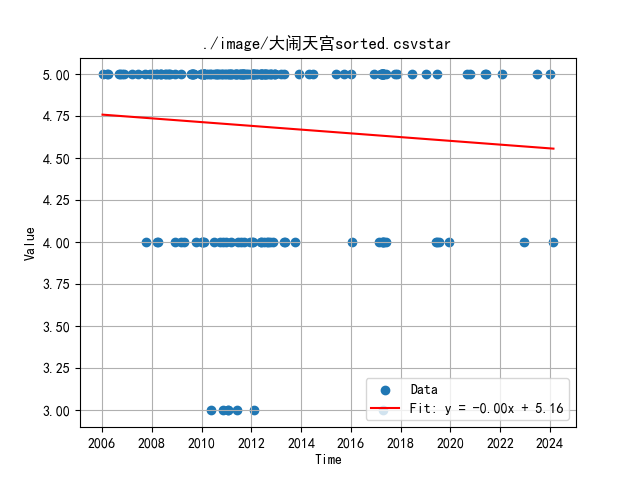 ./image/大闹天宫sorted.csvstar
5.00
4.75
4.50
4.25
4.00
3.75
3.50
3.25
3.00
Value
Data
Fit: y = -0.00x + 5.16
2006 2008 2010 2012 2014 2016 2018 2020 2022 2024
Time